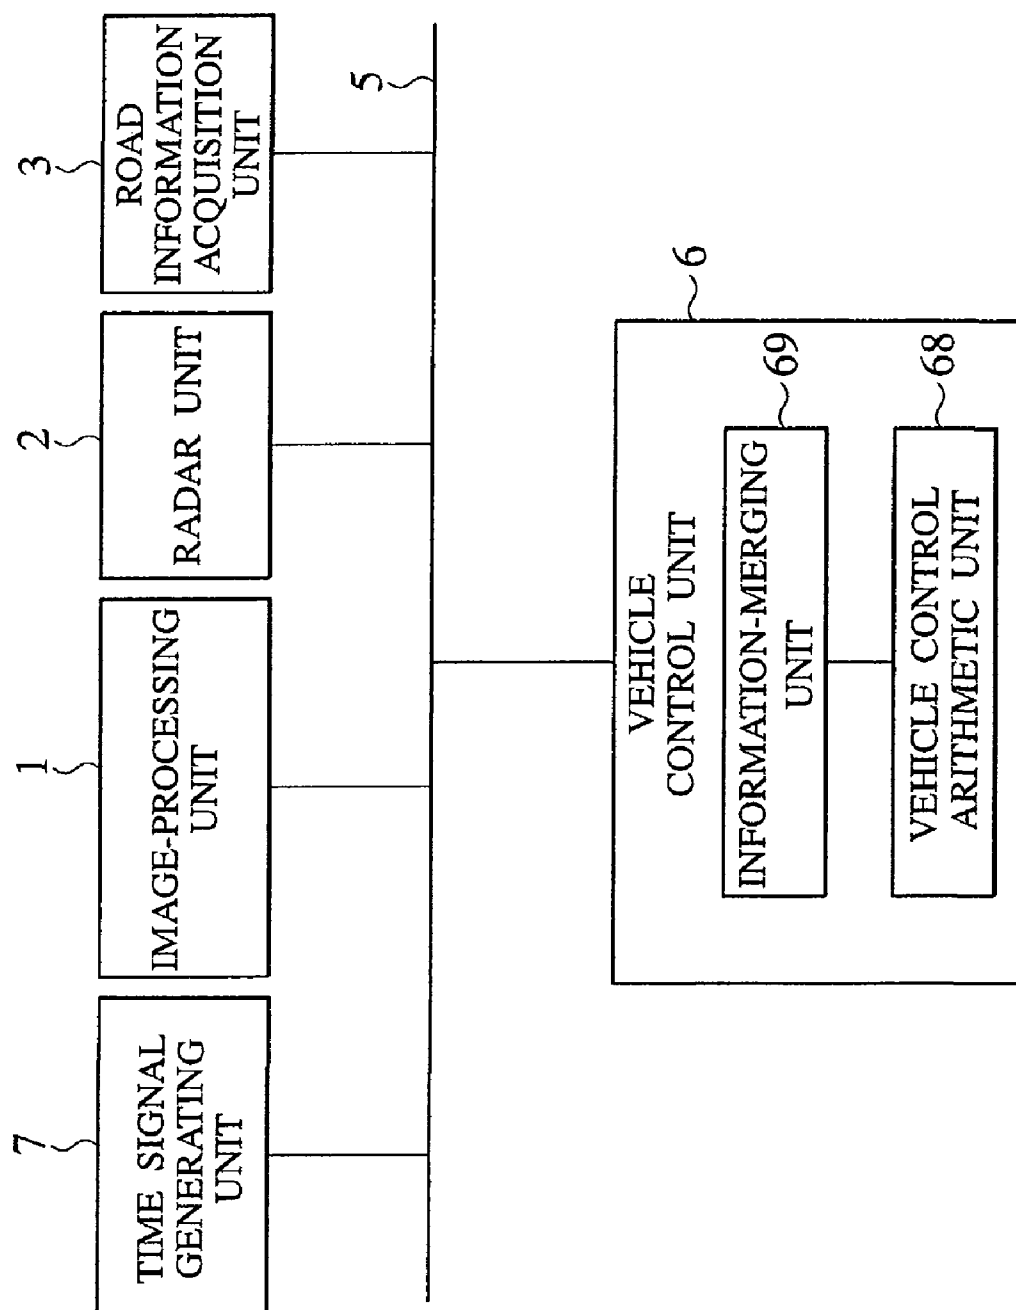 7
TIME SIGNAL
GENERATING
UNIT
1
IMAGE-PROCESSING
UNIT
2
RADAR UNIT
3
ROAD
INFORMATION
ACQUISITION
UNIT
5
6
VEHICLE
CONTROL UNIT
69
INFORMATION-MERGING
UNIT
68
VEHICLE CONTROL
ARITHMETIC UNIT